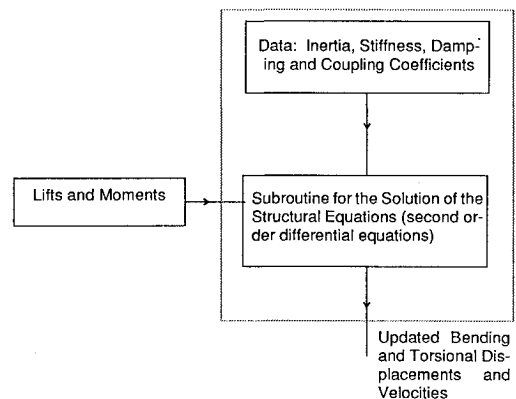 Data: Inertia, Stiffness, Damp-
ing and Coupling Coefficients
Lifts and Moments
Subroutine for the Solution of the
Structural Equations (second or-
der differential equations)
Updated Bending
and Torsional Dis-
placements and
Velocities